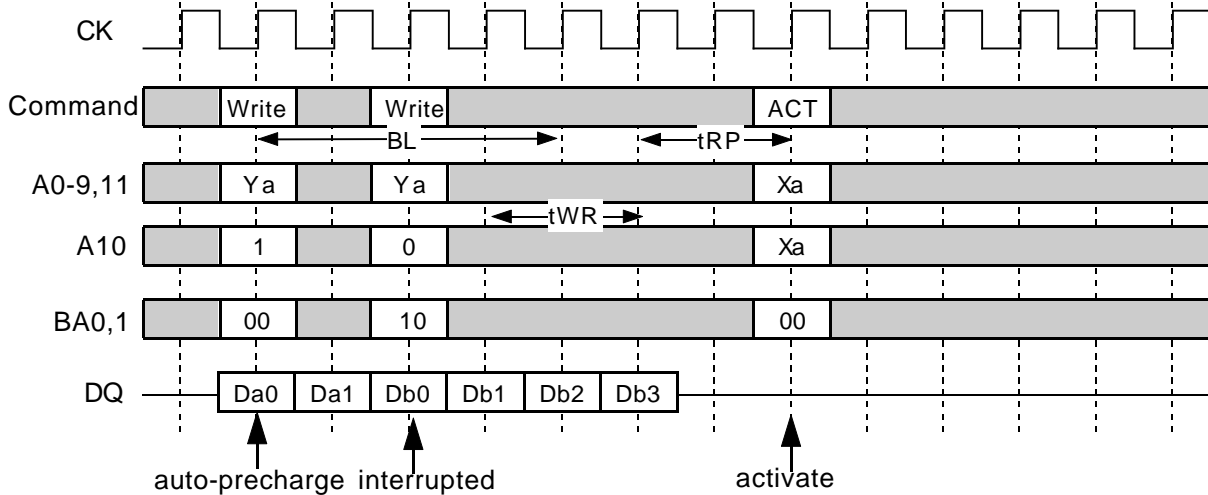 CK
Command Write Write ACT
BL tRP
A0-9,11 Ya Ya Xa
tWR
A10 1 0 Xa
BA0,1 00 10 00
DQ Da0 Da1 Db0 Db1 Db2 Db3
auto-precharge interrupted activate